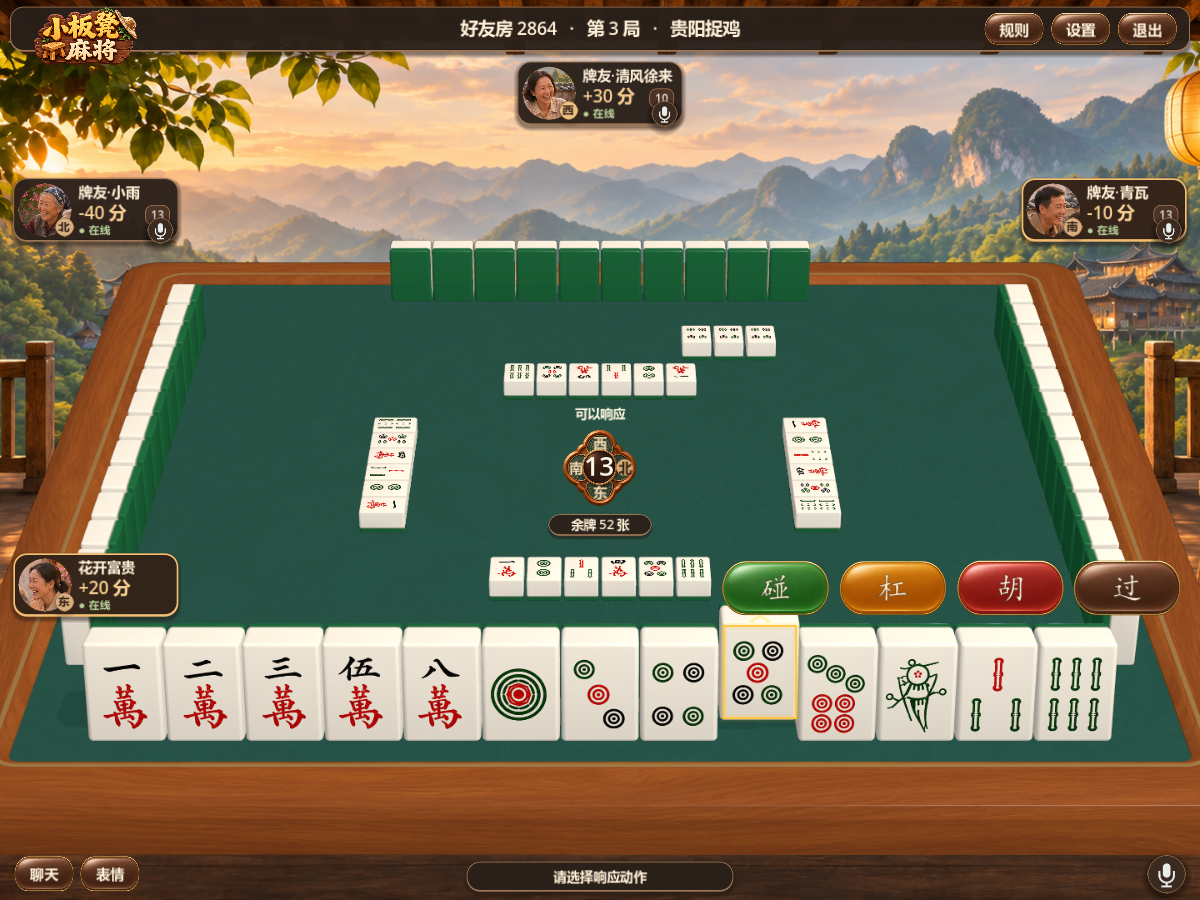 小板凳
麻将
好友房 2864 · 第 3 局 · 贵阳捉鸡
规则
设置
退出
牌友·清风徐来
+30 分
10
西
在线
牌友·小雨
-40 分
13
北
在线
牌友·青瓦
-10 分
13
南
在线
可以响应
西
南 13 北
东
余牌 52 张
花开富贵
+20 分
东
在线
碰
杠
胡
过
一萬
二萬
三萬
伍萬
八萬
聊天
表情
请选择响应动作